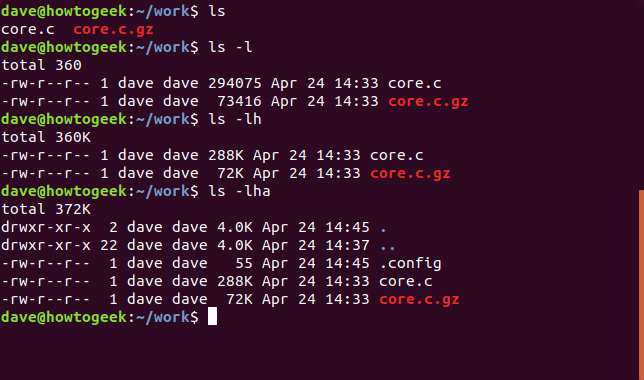 dave@howtogeek:~/work$ ls
core.c  core.c.gz
dave@howtogeek:~/work$ ls -l
total 360
-rw-r--r-- 1 dave dave 294075 Apr 24 14:33 core.c
-rw-r--r-- 1 dave dave  73416 Apr 24 14:33 core.c.gz
dave@howtogeek:~/work$ ls -lh
total 360K
-rw-r--r-- 1 dave dave 288K Apr 24 14:33 core.c
-rw-r--r-- 1 dave dave  72K Apr 24 14:33 core.c.gz
dave@howtogeek:~/work$ ls -lha
total 372K
drwxr-xr-x  2 dave dave 4.0K Apr 24 14:45 .
drwxr-xr-x 22 dave dave 4.0K Apr 24 14:37 ..
-rw-r--r--  1 dave dave   55 Apr 24 14:45 .config
-rw-r--r--  1 dave dave 288K Apr 24 14:33 core.c
-rw-r--r--  1 dave dave  72K Apr 24 14:33 core.c.gz
dave@howtogeek:~/work$